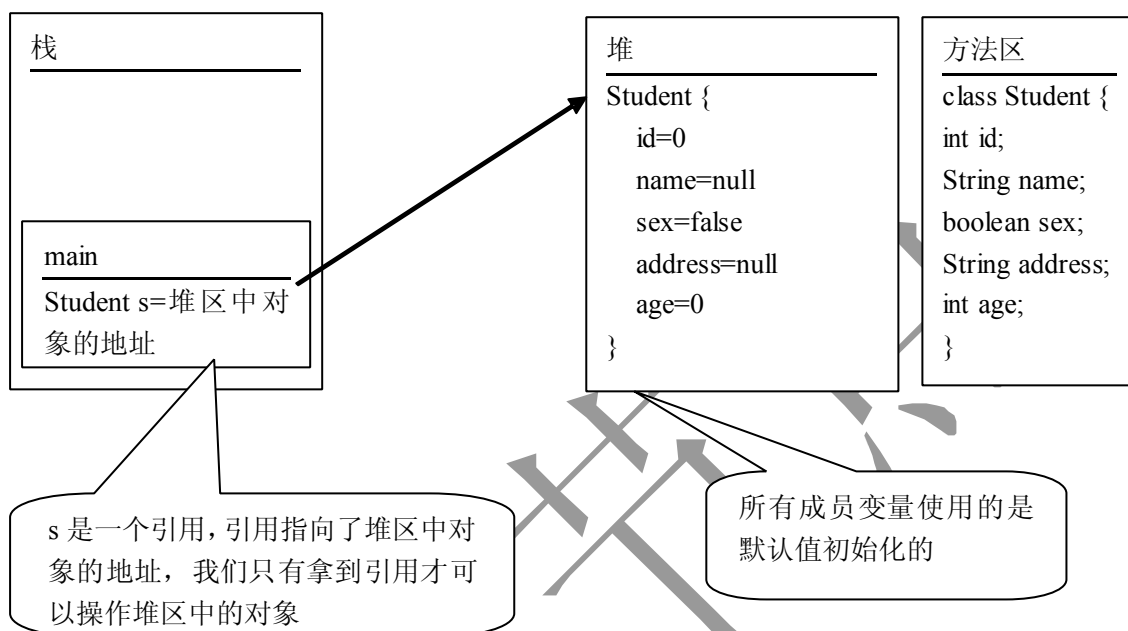 栈
main
Student s=堆区中对
象的地址
s 是一个引用，引用指向了堆区中对
象的地址，我们只有拿到引用才可
以操作堆区中的对象
堆
Student {
id=0
name=null
sex=false
address=null
age=0
}
所有成员变量使用的是
默认值初始化的
方法区
class Student {
int id;
String name;
boolean sex;
String address;
int age;
}